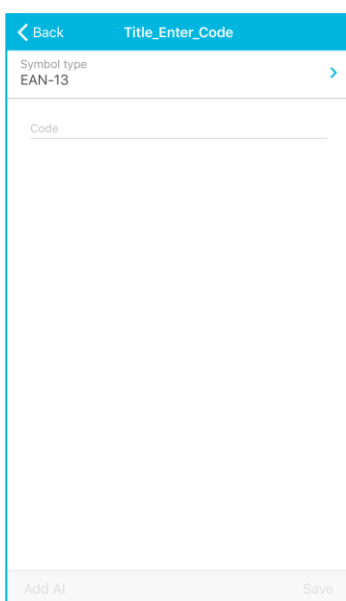 Back Title_Enter_Code
Symbol type
EAN-13
Code
Add AI Save